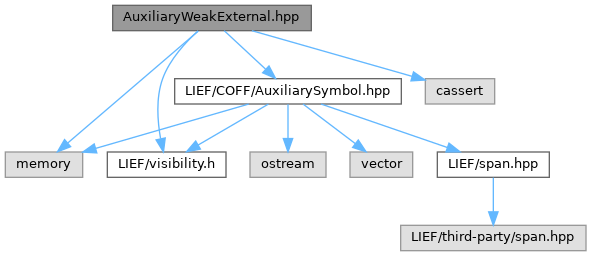 AuxiliaryWeakExternal.hpp
LIEF/COFF/AuxiliarySymbol.hpp
cassert
memory
LIEF/visibility.h
ostream
vector
LIEF/span.hpp
LIEF/third-party/span.hpp